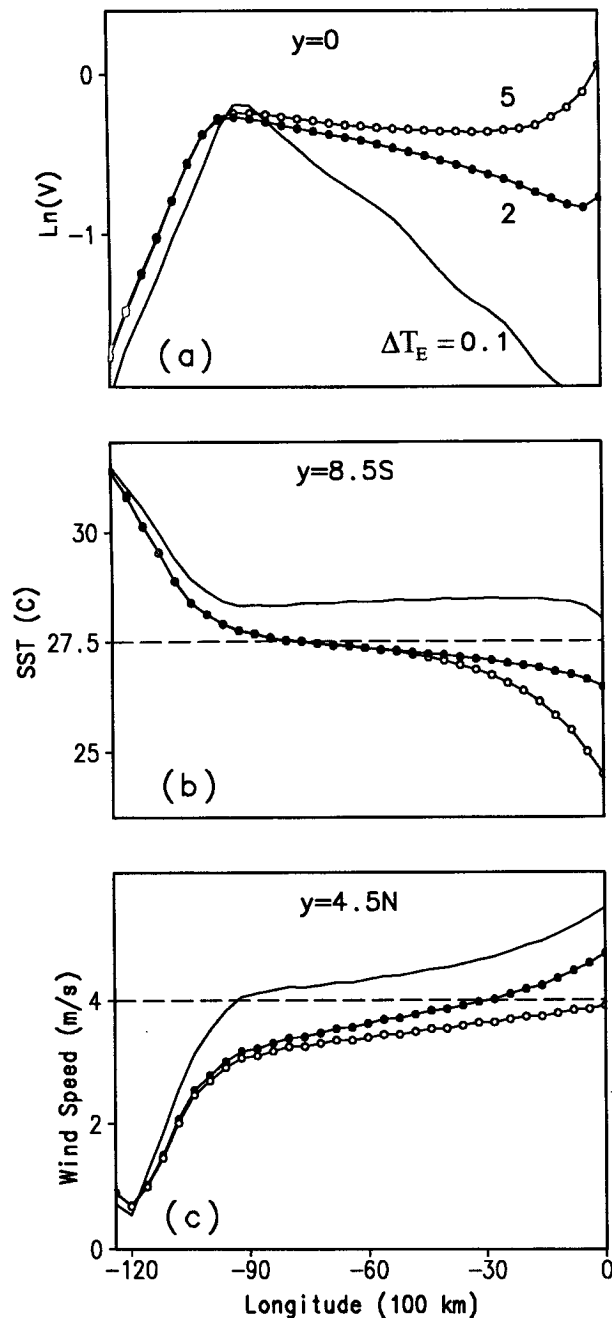 y=0
0
5
Ln(V)
2
-1
ΔT_E = 0.1
(a)
y=8.5S
30
SST (C)
27.5
25
(b)
y=4.5N
Wind Speed (m/s)
4
2
(c)
0
-120 -90 -60 -30 0
Longitude (100 km)